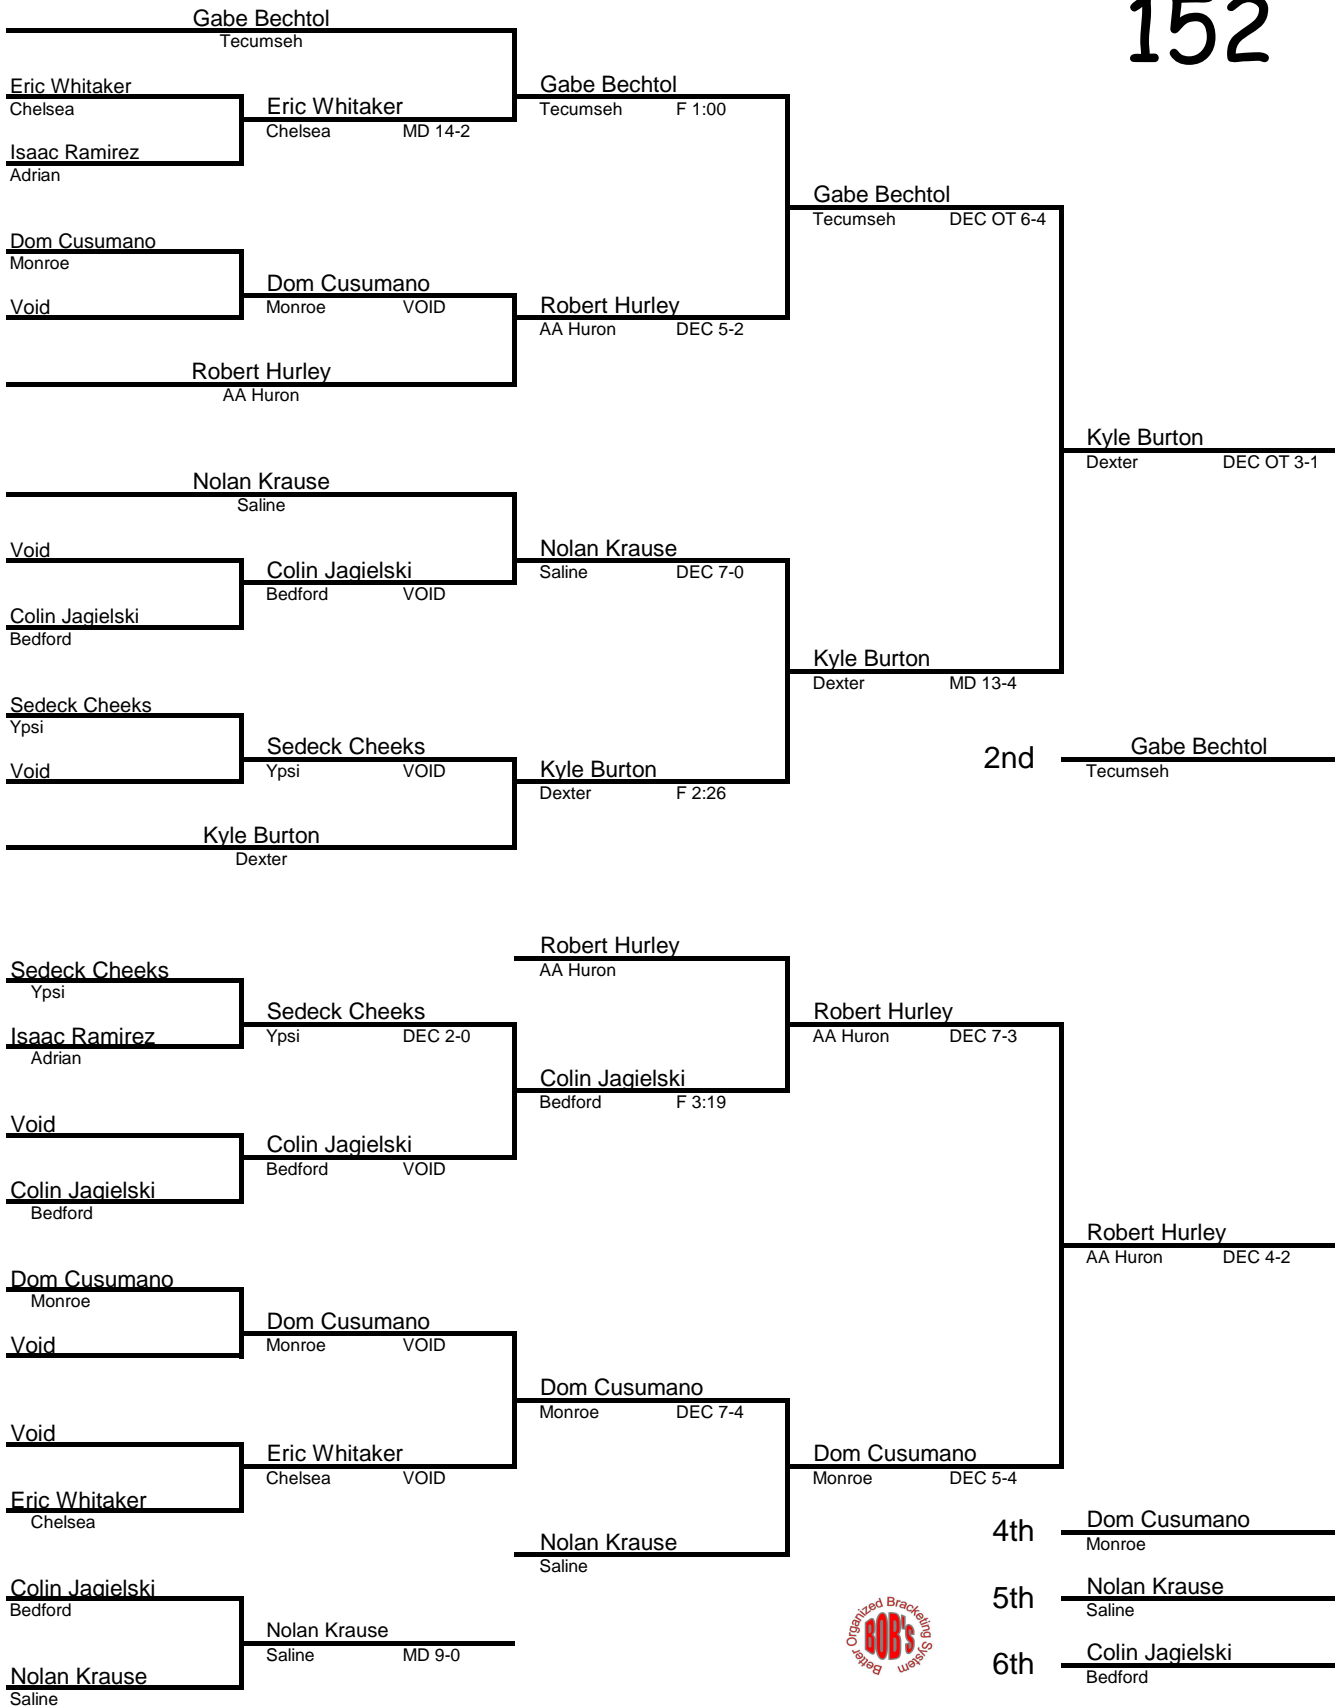 152
Gabe Bechtol
Tecumseh
Eric Whitaker
Chelsea
Isaac Ramirez
Adrian
Eric Whitaker
Chelsea MD 14-2
Gabe Bechtol
Tecumseh F 1:00
Dom Cusumano
Monroe
Void
Dom Cusumano
Monroe VOID
Robert Hurley
AA Huron
Robert Hurley
AA Huron DEC 5-2
Gabe Bechtol
Tecumseh DEC OT 6-4
Nolan Krause
Saline
Void
Colin Jagielski
Bedford
Colin Jagielski
Bedford VOID
Nolan Krause
Saline DEC 7-0
Sedeck Cheeks
Ypsi
Void
Sedeck Cheeks
Ypsi VOID
Kyle Burton
Dexter
Kyle Burton
Dexter F 2:26
Kyle Burton
Dexter MD 13-4
Kyle Burton
Dexter DEC OT 3-1
2nd Gabe Bechtol
Tecumseh
Sedeck Cheeks
Ypsi
Isaac Ramirez
Adrian
Sedeck Cheeks
Ypsi DEC 2-0
Void
Colin Jagielski
Bedford
Colin Jagielski
Bedford VOID
Robert Hurley
AA Huron
Colin Jagielski
Bedford F 3:19
Robert Hurley
AA Huron DEC 7-3
Dom Cusumano
Monroe
Void
Dom Cusumano
Monroe VOID
Void
Eric Whitaker
Chelsea
Eric Whitaker
Chelsea VOID
Dom Cusumano
Monroe DEC 7-4
Nolan Krause
Saline
Dom Cusumano
Monroe DEC 5-4
Robert Hurley
AA Huron DEC 4-2
Colin Jagielski
Bedford
Nolan Krause
Saline
Nolan Krause
Saline MD 9-0
BOB'S
Better Organized Bracketing System
4th Dom Cusumano
Monroe
5th Nolan Krause
Saline
6th Colin Jagielski
Bedford